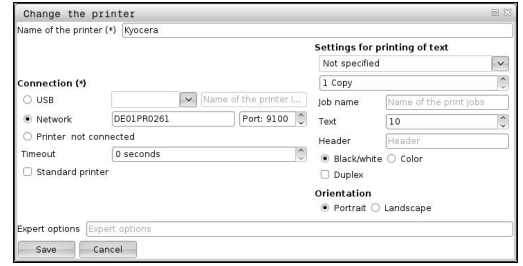 Change the printer
Name of the printer (*) Kyocera
Settings for printing of text
Not specified
1 Copy
Connection (*)
USB Name of the printer i...
Job name Name of the print jobs
Network DE01PR0261 Port: 9100
Text 10
Printer not connected
Header Header
Timeout 0 seconds
Black/white Color
Standard printer
Duplex
Orientation
Portrait Landscape
Expert options Expert options
Save Cancel